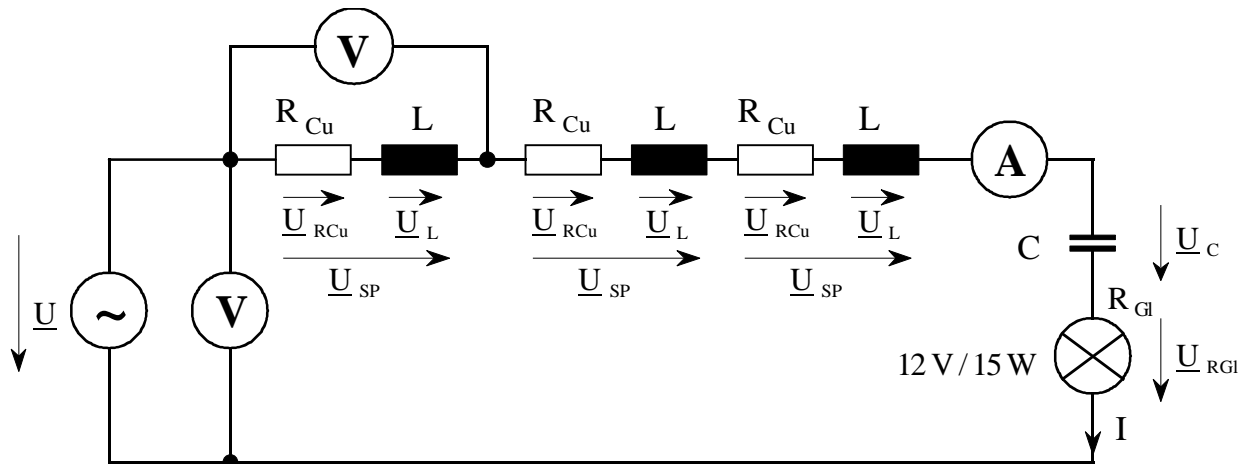 V
R Cu L R Cu L R Cu L
A
U RCu U L U RCu U L U RCu U L
U SP U SP U SP
C U C
U ~ V
R Gl
12 V / 15 W U RGl
I